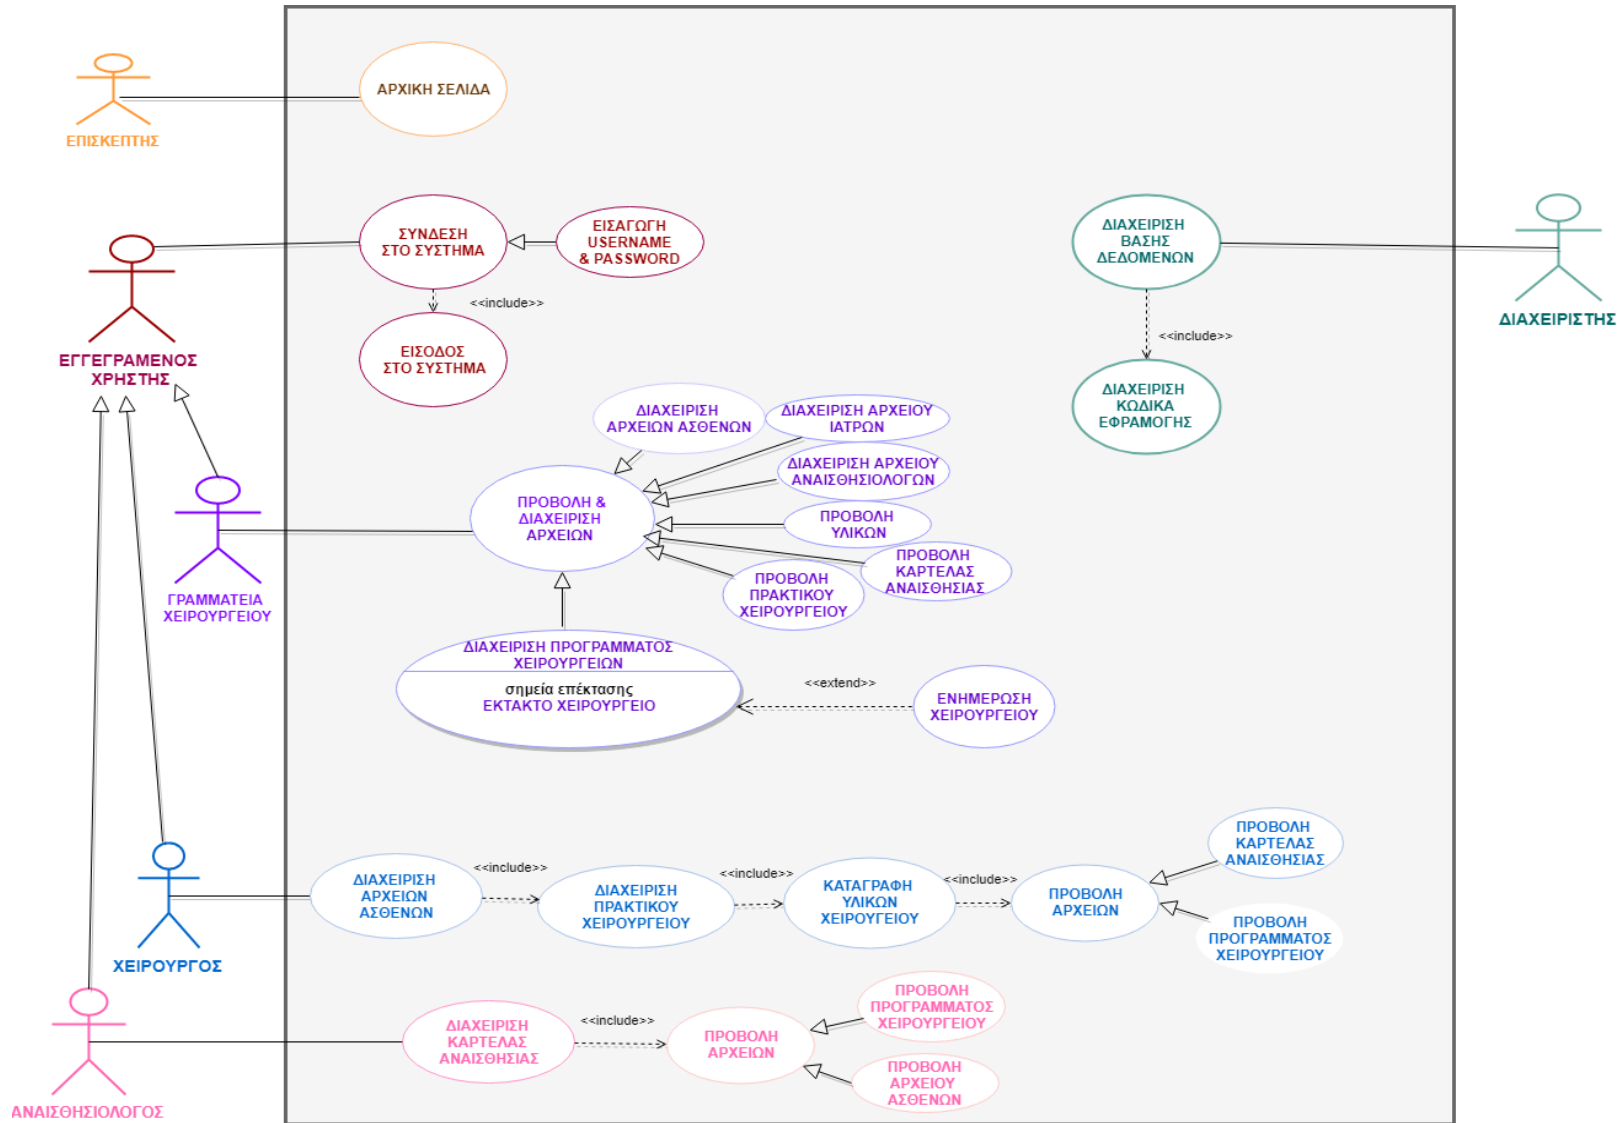 ΑΡΧΙΚΗ ΣΕΛΙΔΑ
ΕΠΙΣΚΕΠΤΗΣ
ΣΥΝΔΕΣΗ
ΣΤΟ ΣΥΣΤΗΜΑ
ΕΙΣΑΓΩΓΗ
USERNAME
& PASSWORD
<<include>>
ΕΙΣΟΔΟΣ
ΣΤΟ ΣΥΣΤΗΜΑ
ΕΓΓΕΓΡΑΜΕΝΟΣ
ΧΡΗΣΤΗΣ
ΔΙΑΧΕΙΡΙΣΗ
ΒΑΣΗΣ
ΔΕΔΟΜΕΝΩΝ
<<include>>
ΔΙΑΧΕΙΡΙΣΗ
ΚΩΔΙΚΑ
ΕΦΡΑΜΟΓΗΣ
ΔΙΑΧΕΙΡΙΣΤΗΣ
ΔΙΑΧΕΙΡΙΣΗ
ΑΡΧΕΙΩΝ ΑΣΘΕΝΩΝ
ΔΙΑΧΕΙΡΙΣΗ ΑΡΧΕΙΟΥ
ΙΑΤΡΩΝ
ΔΙΑΧΕΙΡΙΣΗ ΑΡΧΕΙΟΥ
ΑΝΑΙΣΘΗΣΙΟΛΟΓΩΝ
ΠΡΟΒΟΛΗ &
ΔΙΑΧΕΙΡΙΣΗ
ΑΡΧΕΙΩΝ
ΠΡΟΒΟΛΗ
ΥΛΙΚΩΝ
ΠΡΟΒΟΛΗ
ΚΑΡΤΕΛΑΣ
ΑΝΑΙΣΘΗΣΙΑΣ
ΠΡΟΒΟΛΗ
ΠΡΑΚΤΙΚΟΥ
ΧΕΙΡΟΥΡΓΕΙΟΥ
ΓΡΑΜΜΑΤΕΙΑ
ΧΕΙΡΟΥΡΓΕΙΟΥ
ΔΙΑΧΕΙΡΙΣΗ ΠΡΟΓΡΑΜΜΑΤΟΣ
ΧΕΙΡΟΥΡΓΕΙΩΝ
σημεία επέκτασης
ΕΚΤΑΚΤΟ ΧΕΙΡΟΥΡΓΕΙΟ
<<extend>>
ΕΝΗΜΕΡΩΣΗ
ΧΕΙΡΟΥΡΓΕΙΟΥ
ΔΙΑΧΕΙΡΙΣΗ
ΑΡΧΕΙΩΝ
ΑΣΘΕΝΩΝ
<<include>>
ΔΙΑΧΕΙΡΙΣΗ
ΠΡΑΚΤΙΚΟΥ
ΧΕΙΡΟΥΡΓΕΙΟΥ
<<include>>
ΚΑΤΑΓΡΑΦΗ
ΥΛΙΚΩΝ
ΧΕΙΡΟΥΓΕΙΟΥ
<<include>>
ΠΡΟΒΟΛΗ
ΑΡΧΕΙΩΝ
ΠΡΟΒΟΛΗ
ΚΑΡΤΕΛΑΣ
ΑΝΑΙΣΘΗΣΙΑΣ
ΠΡΟΒΟΛΗ
ΠΡΟΓΡΑΜΜΑΤΟΣ
ΧΕΙΡΟΥΡΓΕΙΟΥ
ΧΕΙΡΟΥΡΓΟΣ
ΔΙΑΧΕΙΡΙΣΗ
ΚΑΡΤΕΛΑΣ
ΑΝΑΙΣΘΗΣΙΑΣ
<<include>>
ΠΡΟΒΟΛΗ
ΑΡΧΕΙΩΝ
ΠΡΟΒΟΛΗ
ΠΡΟΓΡΑΜΜΑΤΟΣ
ΧΕΙΡΟΥΡΓΕΙΟΥ
ΠΡΟΒΟΛΗ
ΑΡΧΕΙΟΥ
ΑΣΘΕΝΩΝ
ΑΝΑΙΣΘΗΣΙΟΛΟΓΟΣ